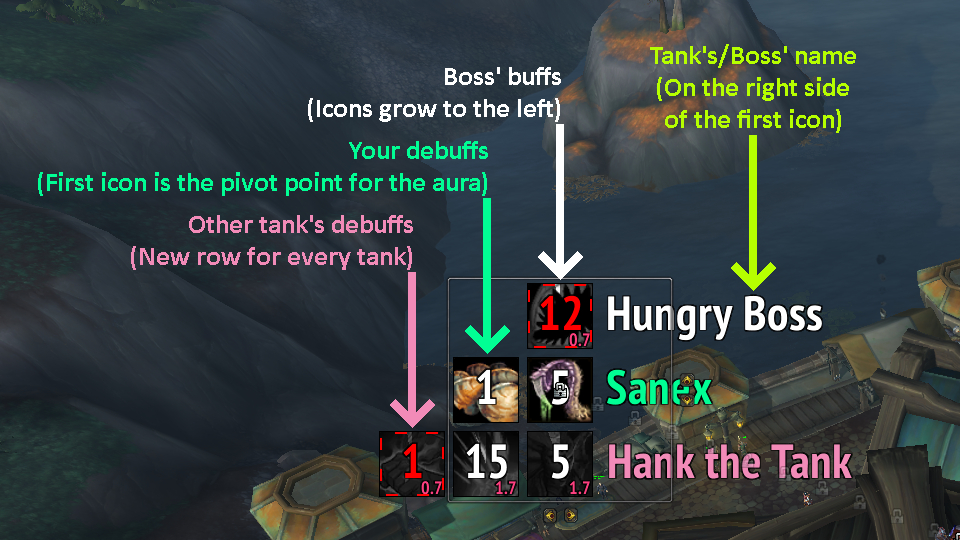 Tank's/Boss' name
(On the right side
of the first icon)
Boss' buffs
(Icons grow to the left)
Your debuffs
(First icon is the pivot point for the aura)
Other tank's debuffs
(New row for every tank)
12 0.7 Hungry Boss
1 5 Sanex
1 0.7 15 1.7 5 1.7 Hank the Tank